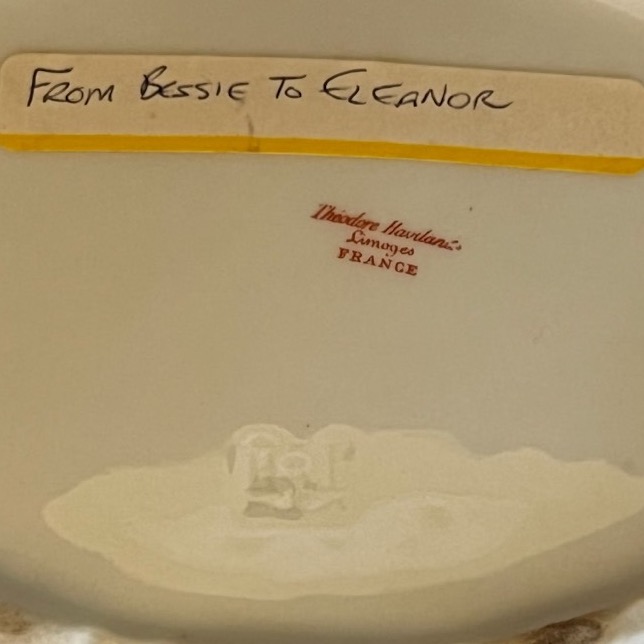 FROM BESSIE TO ELEANOR
Théodore Haviland
Limoges
FRANCE